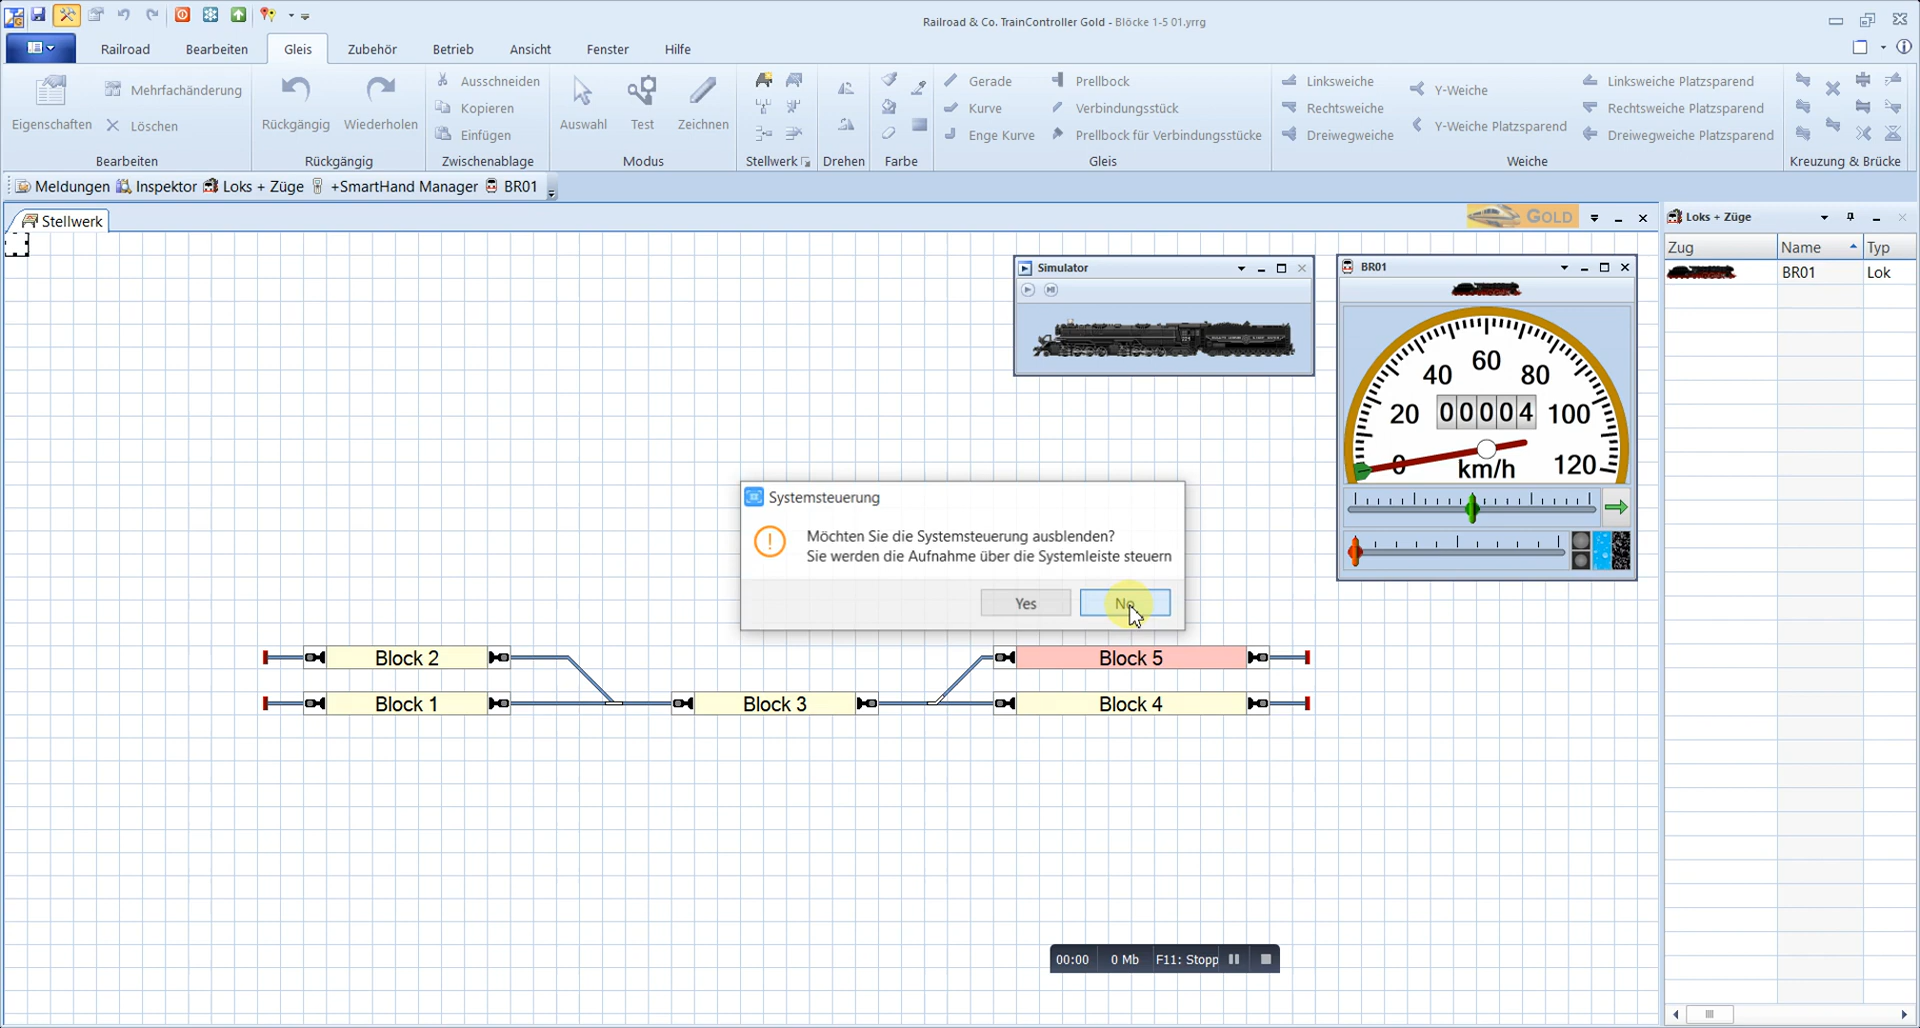 Railroad & Co. TrainController Gold - Blöcke 1-5 01.yrrg
Railroad Bearbeiten Gleis Zubehör Betrieb Ansicht Fenster Hilfe
Eigenschaften
Mehrfachänderung
Löschen
Bearbeiten
Rückgängig
Wiederholen
Rückgängig
Ausschneiden
Kopieren
Einfügen
Zwischenablage
Auswahl
Test
Zeichnen
Modus
Stellwerk
Drehen
Farbe
Gerade
Kurve
Enge Kurve
Prellbock
Verbindungsstück
Prellbock für Verbindungsstücke
Gleis
Linksweiche
Rechtsweiche
Dreiwegweiche
Y-Weiche
Y-Weiche Platzsparend
Linksweiche Platzsparend
Rechtsweiche Platzsparend
Dreiwegweiche Platzsparend
Weiche
Kreuzung & Brücke
Meldungen Inspektor Loks + Züge +SmartHand Manager BR01
Stellwerk
GOLD
Loks + Züge
Zug Name Typ
BR01 Lok
Simulator
BR01
0 20 40 60 80 100 120
00004
km/h
Systemsteuerung
Möchten Sie die Systemsteuerung ausblenden?
Sie werden die Aufnahme über die Systemleiste steuern
Yes No
Block 2
Block 5
Block 1
Block 3
Block 4
00:00 0 Mb F11: Stopp